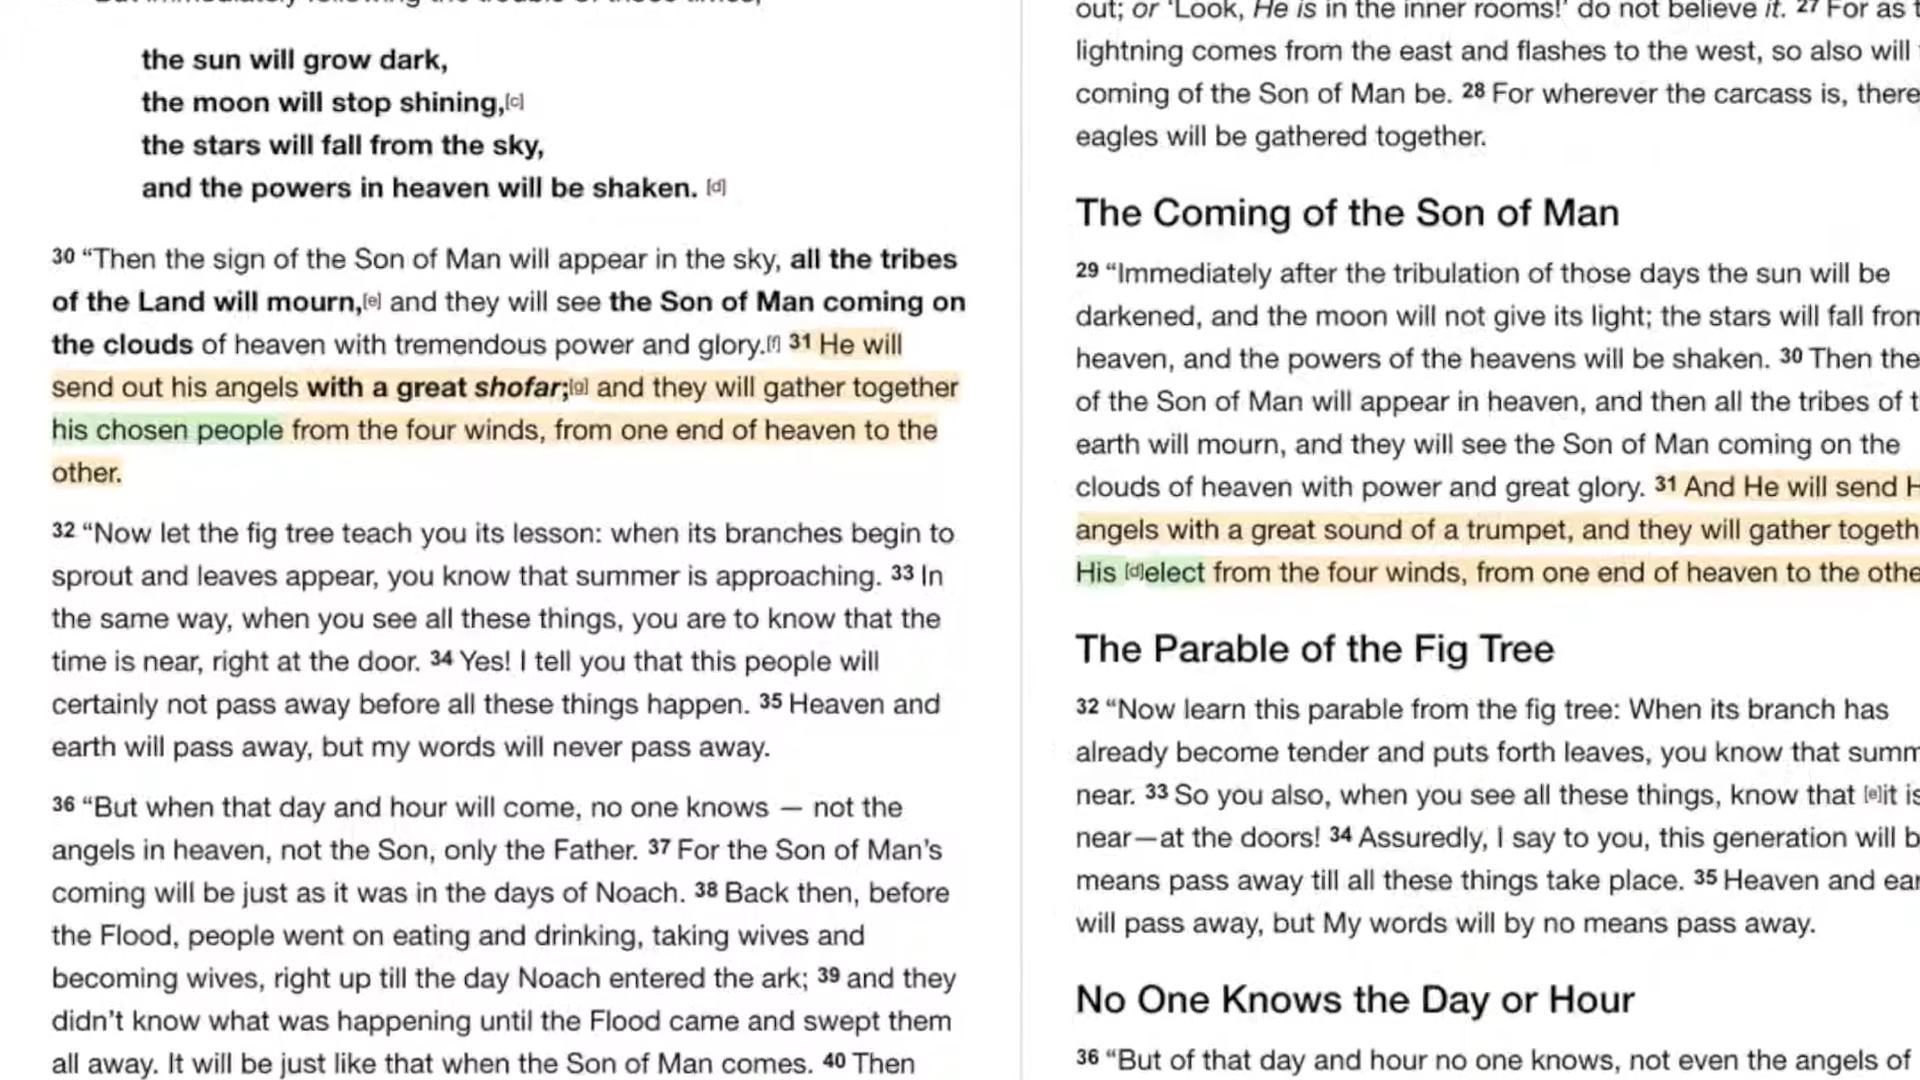 the sun will grow dark,
the moon will stop shining,[c]
the stars will fall from the sky,
and the powers in heaven will be shaken. [d]
30 “Then the sign of the Son of Man will appear in the sky, all the tribes
of the Land will mourn,[e] and they will see the Son of Man coming on
the clouds of heaven with tremendous power and glory.[f] 31 He will
send out his angels with a great shofar;[g] and they will gather together
his chosen people from the four winds, from one end of heaven to the
other.
32 “Now let the fig tree teach you its lesson: when its branches begin to
sprout and leaves appear, you know that summer is approaching. 33 In
the same way, when you see all these things, you are to know that the
time is near, right at the door. 34 Yes! I tell you that this people will
certainly not pass away before all these things happen. 35 Heaven and
earth will pass away, but my words will never pass away.
36 “But when that day and hour will come, no one knows — not the
angels in heaven, not the Son, only the Father. 37 For the Son of Man’s
coming will be just as it was in the days of Noach. 38 Back then, before
the Flood, people went on eating and drinking, taking wives and
becoming wives, right up till the day Noach entered the ark; 39 and they
didn’t know what was happening until the Flood came and swept them
all away. It will be just like that when the Son of Man comes. 40 Then
out; or ‘Look, He is in the inner rooms!’ do not believe it. 27 For as
lightning comes from the east and flashes to the west, so also will
coming of the Son of Man be. 28 For wherever the carcass is, there
eagles will be gathered together.
The Coming of the Son of Man
29 “Immediately after the tribulation of those days the sun will be
darkened, and the moon will not give its light; the stars will fall from
heaven, and the powers of the heavens will be shaken. 30 Then the
of the Son of Man will appear in heaven, and then all the tribes of
earth will mourn, and they will see the Son of Man coming on the
clouds of heaven with power and great glory. 31 And He will send
angels with a great sound of a trumpet, and they will gather togeth
His [d]elect from the four winds, from one end of heaven to the othe
The Parable of the Fig Tree
32 “Now learn this parable from the fig tree: When its branch has
already become tender and puts forth leaves, you know that summ
near. 33 So you also, when you see all these things, know that [e]it is
near—at the doors! 34 Assuredly, I say to you, this generation will b
means pass away till all these things take place. 35 Heaven and ear
will pass away, but My words will by no means pass away.
No One Knows the Day or Hour
36 “But of that day and hour no one knows, not even the angels of